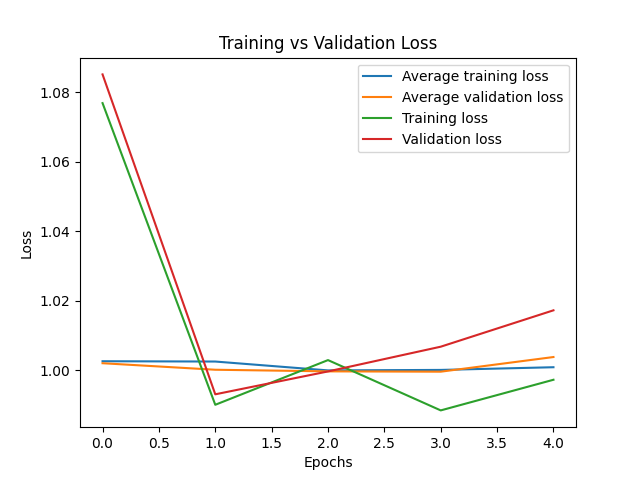 Training vs Validation Loss
Average training loss
Average validation loss
Training loss
Validation loss
Loss
1.08
1.06
1.04
1.02
1.00
0.0 0.5 1.0 1.5 2.0 2.5 3.0 3.5 4.0
Epochs